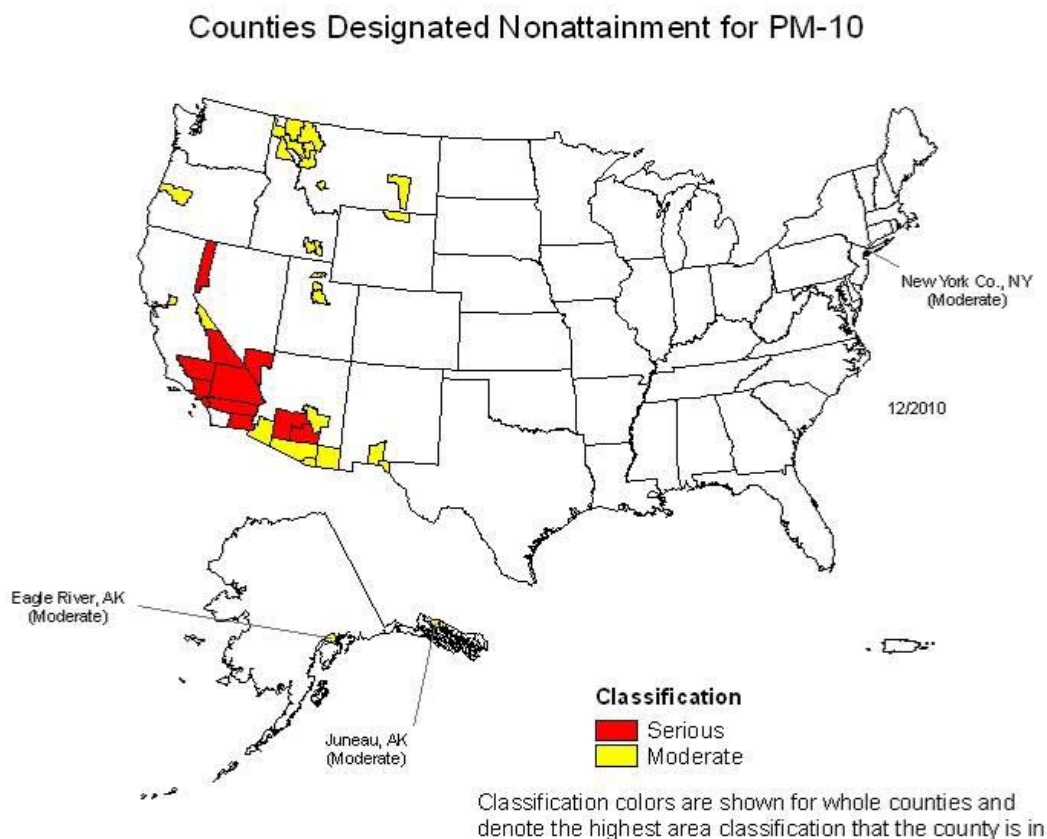 Counties Designated Nonattainment for PM-10
New York Co., NY
(Moderate)
12/2010
Eagle River, AK
(Moderate)
Juneau, AK
(Moderate)
Classification
Serious
Moderate
Classification colors are shown for whole counties and
denote the highest area classification that the county is in